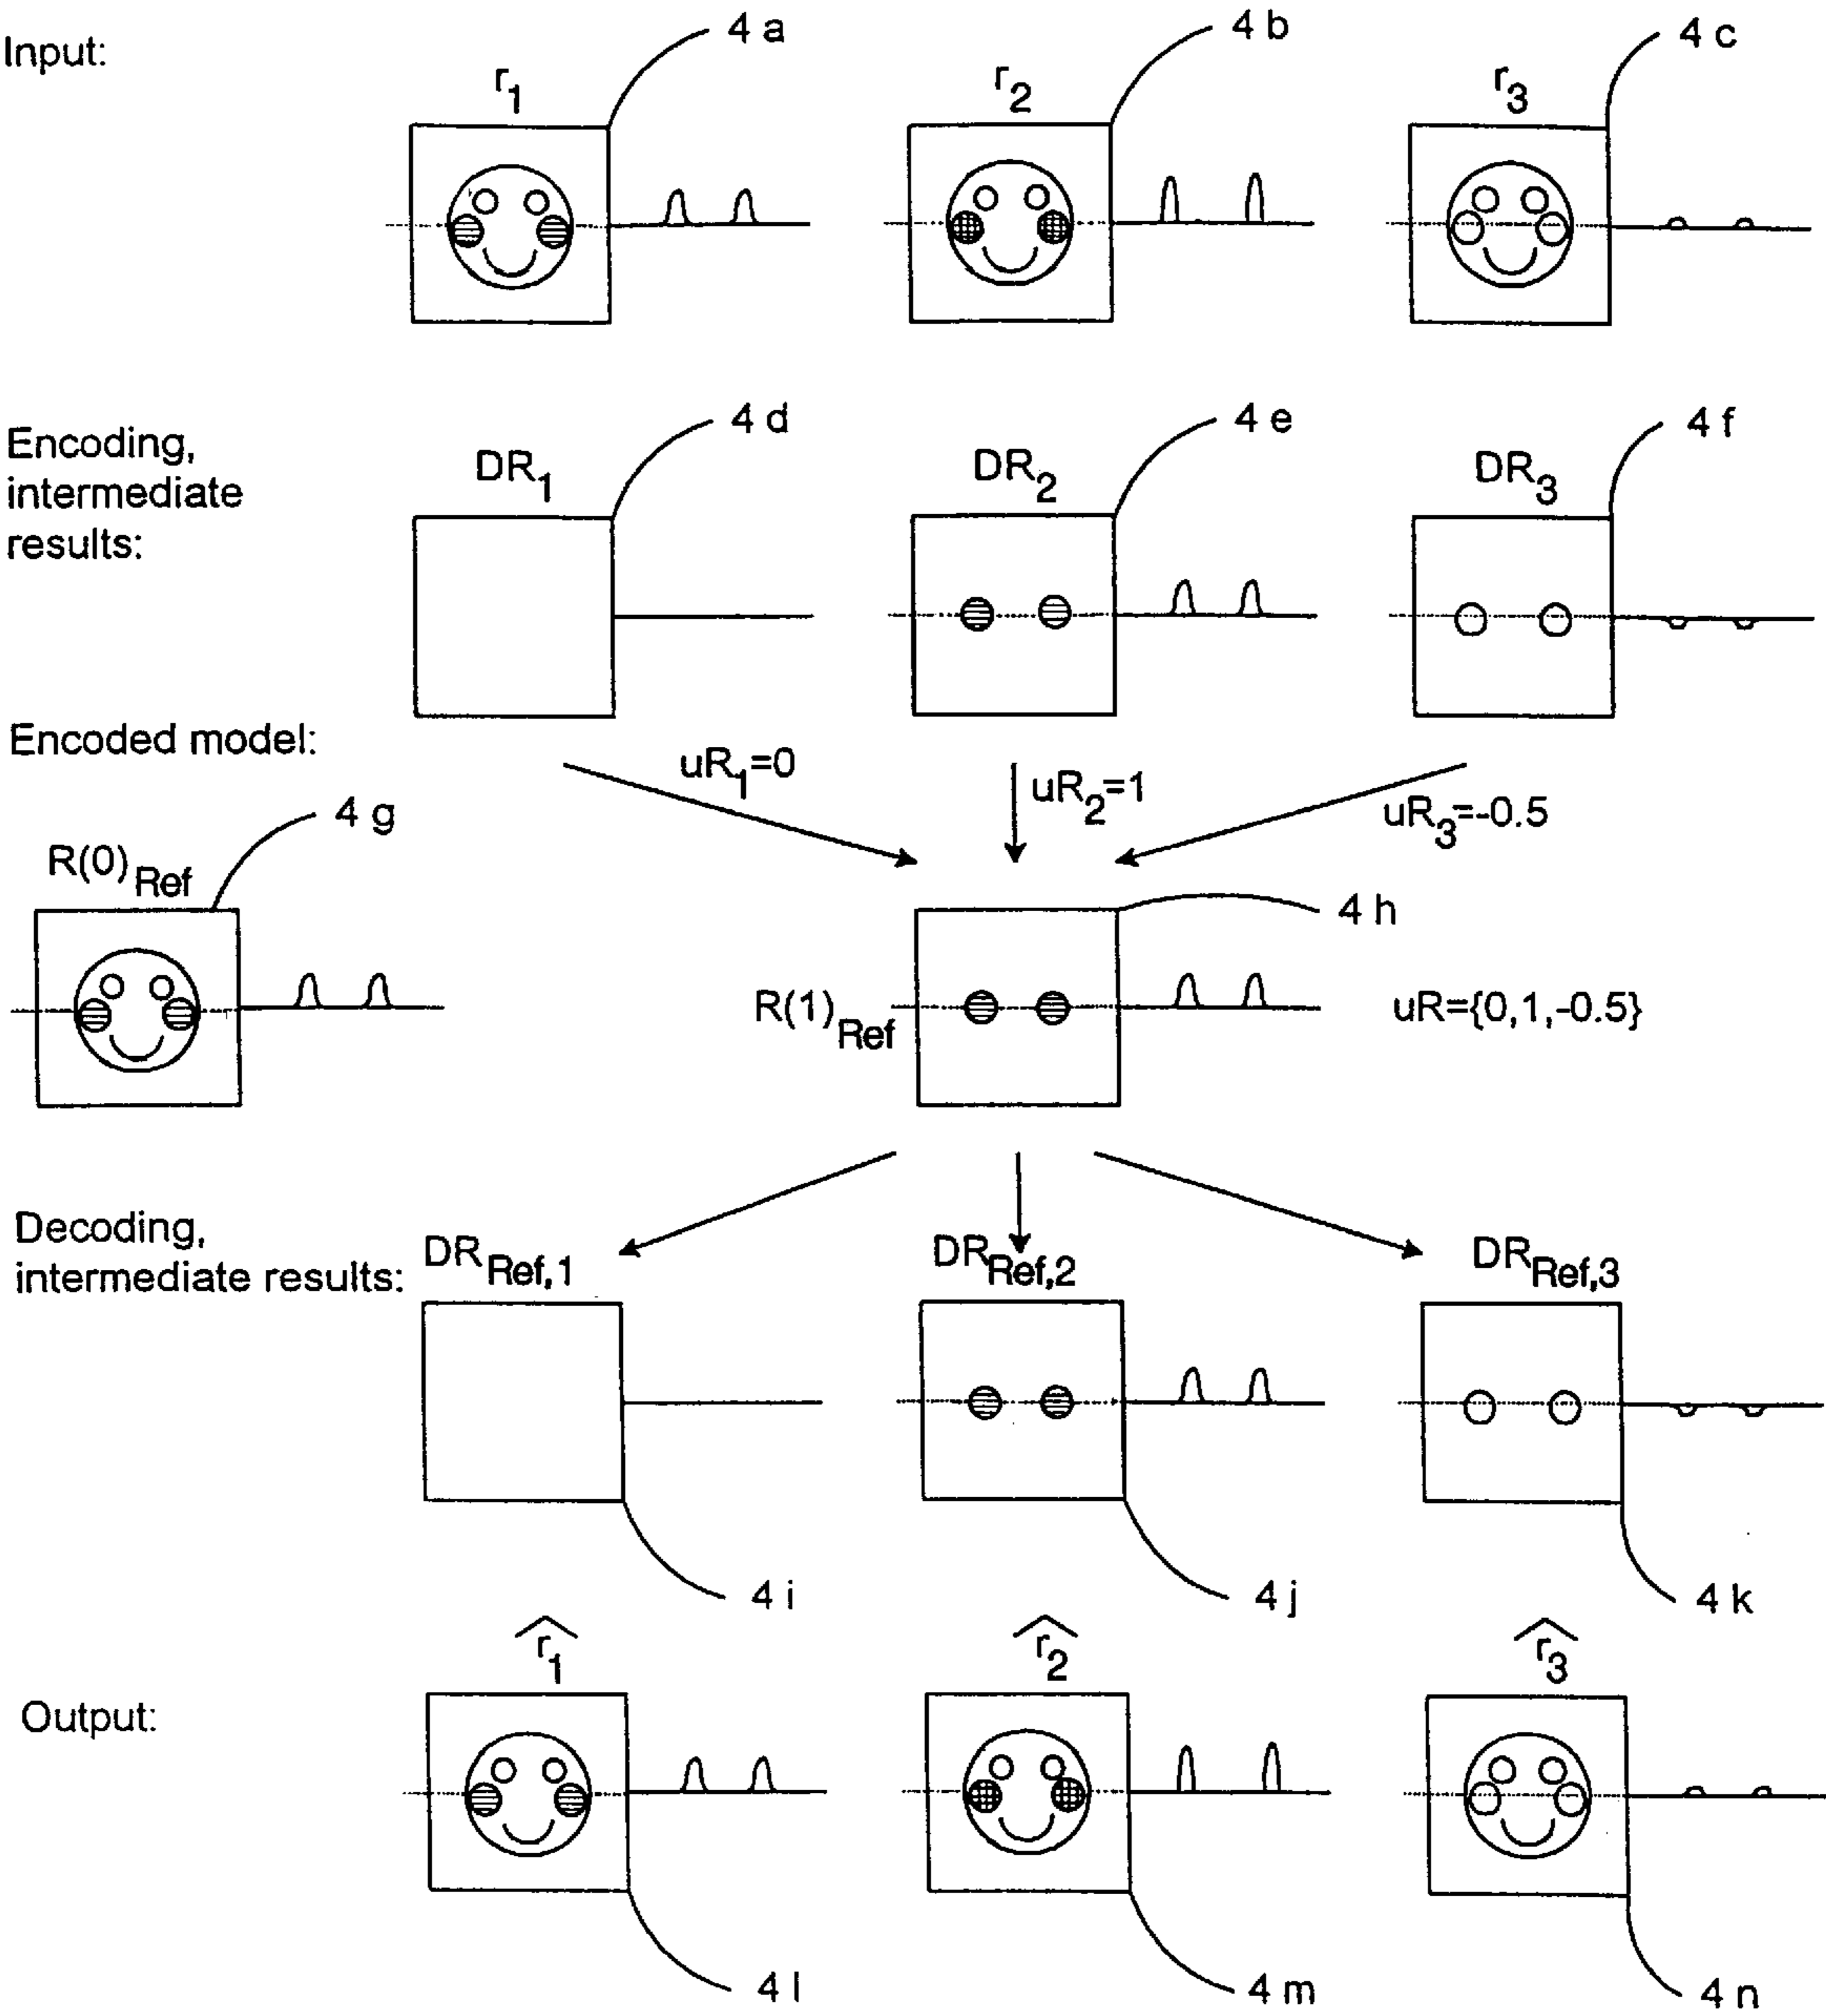 Input:
4 a
4 b
4 c
r1
r2
r3
Encoding,
intermediate
results:
4 d
4 e
4 f
DR1
DR2
DR3
Encoded model:
uR1=0
uR2=1
uR3=-0.5
4 g
R(0)Ref
4 h
R(1)Ref
uR={0,1,-0.5}
Decoding,
intermediate results:
DRRef,1
DRRef,2
DRRef,3
4 i
4 j
4 k
r̂1
r̂2
r̂3
Output:
4 l
4 m
4 n